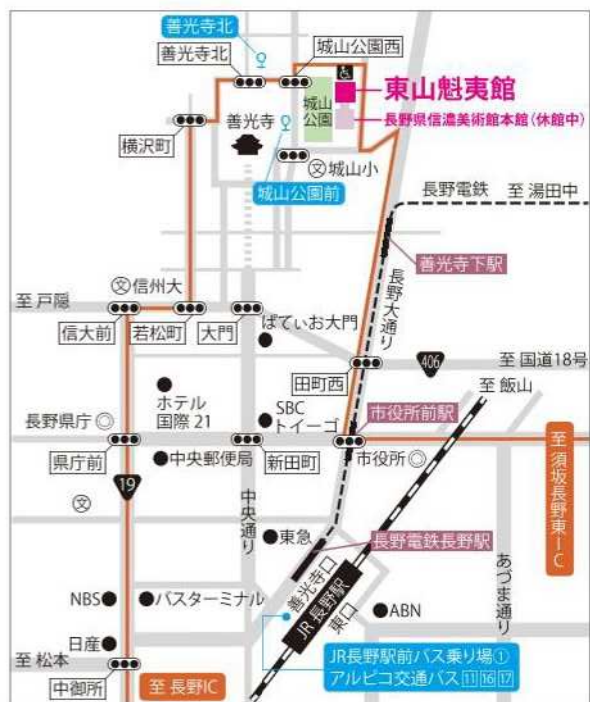 善光寺北
善光寺北
城山公園西
東山魁夷館
城山
公園
長野県信濃美術館本館(休館中)
善光寺
横沢町
文 城山小
城山公園前
長野電鉄
至 湯田中
善光寺下駅
長野大通り
文 信州大
至 戸隠
信大前
若松町
大門
ぱてぃお大門
406
至 国道18号
田町西
至 飯山
ホテル
国際21
SBC
トイーゴ
市役所前駅
長野県庁
県庁前
中央郵便局
新田町
市役所
至 須坂長野東IC
19
文
中央通り
東急
長野電鉄長野駅
あづま通り
善光寺口
JR 長野駅
東口
NBS
バスターミナル
ABN
日産
至 松本
中御所
至 長野IC
JR長野駅前バス乗り場①
アルピコ交通バス⑪⑯⑰